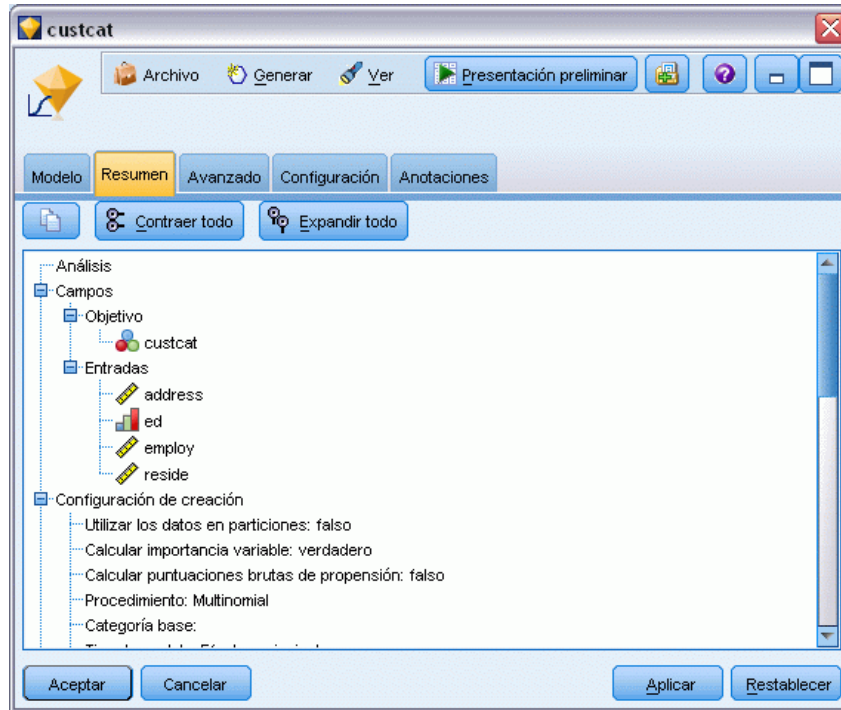 custcat
Archivo Generar Ver Presentación preliminar
Modelo Resumen Avanzado Configuración Anotaciones
Contraer todo Expandir todo
Análisis
Campos
Objetivo
custcat
Entradas
address
ed
employ
reside
Configuración de creación
Utilizar los datos en particiones: falso
Calcular importancia variable: verdadero
Calcular puntuaciones brutas de propensión: falso
Procedimiento: Multinomial
Categoría base:
Aceptar Cancelar Aplicar Restablecer